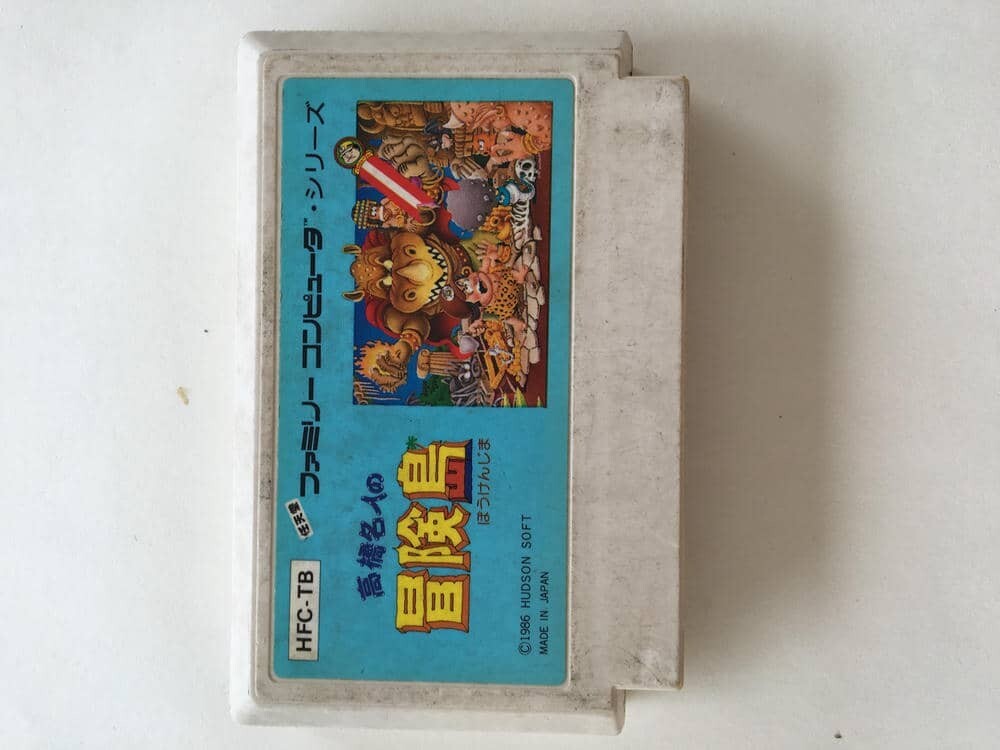 HFC-TB
任天堂
ファミリー コンピュータ™・シリーズ
高橋名人の
冒険島
ぼうけんじま
©1986 HUDSON SOFT
MADE IN JAPAN